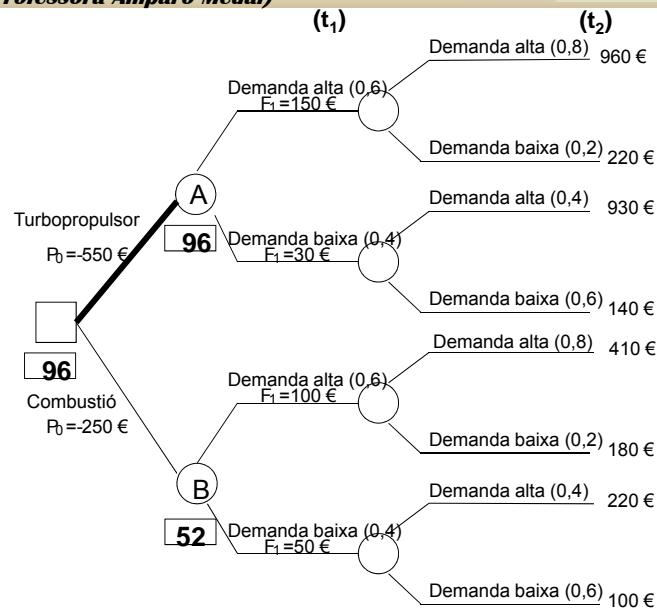 (t₁) (t₂)
Demanda alta (0,8) 960 €
Demanda alta (0,6)
F₁=150 €
Demanda baixa (0,2) 220 €
A
Demanda alta (0,4) 930 €
Turbopropulsor
96
Demanda baixa (0,4)
F₁=30 €
P₀=-550 €
Demanda baixa (0,6) 140 €
Demanda alta (0,8) 410 €
96
Demanda alta (0,6)
F₁=100 €
Combustió
P₀=-250 €
Demanda baixa (0,2) 180 €
B
Demanda alta (0,4) 220 €
52
Demanda baixa (0,4)
F₁=50 €
Demanda baixa (0,6) 100 €